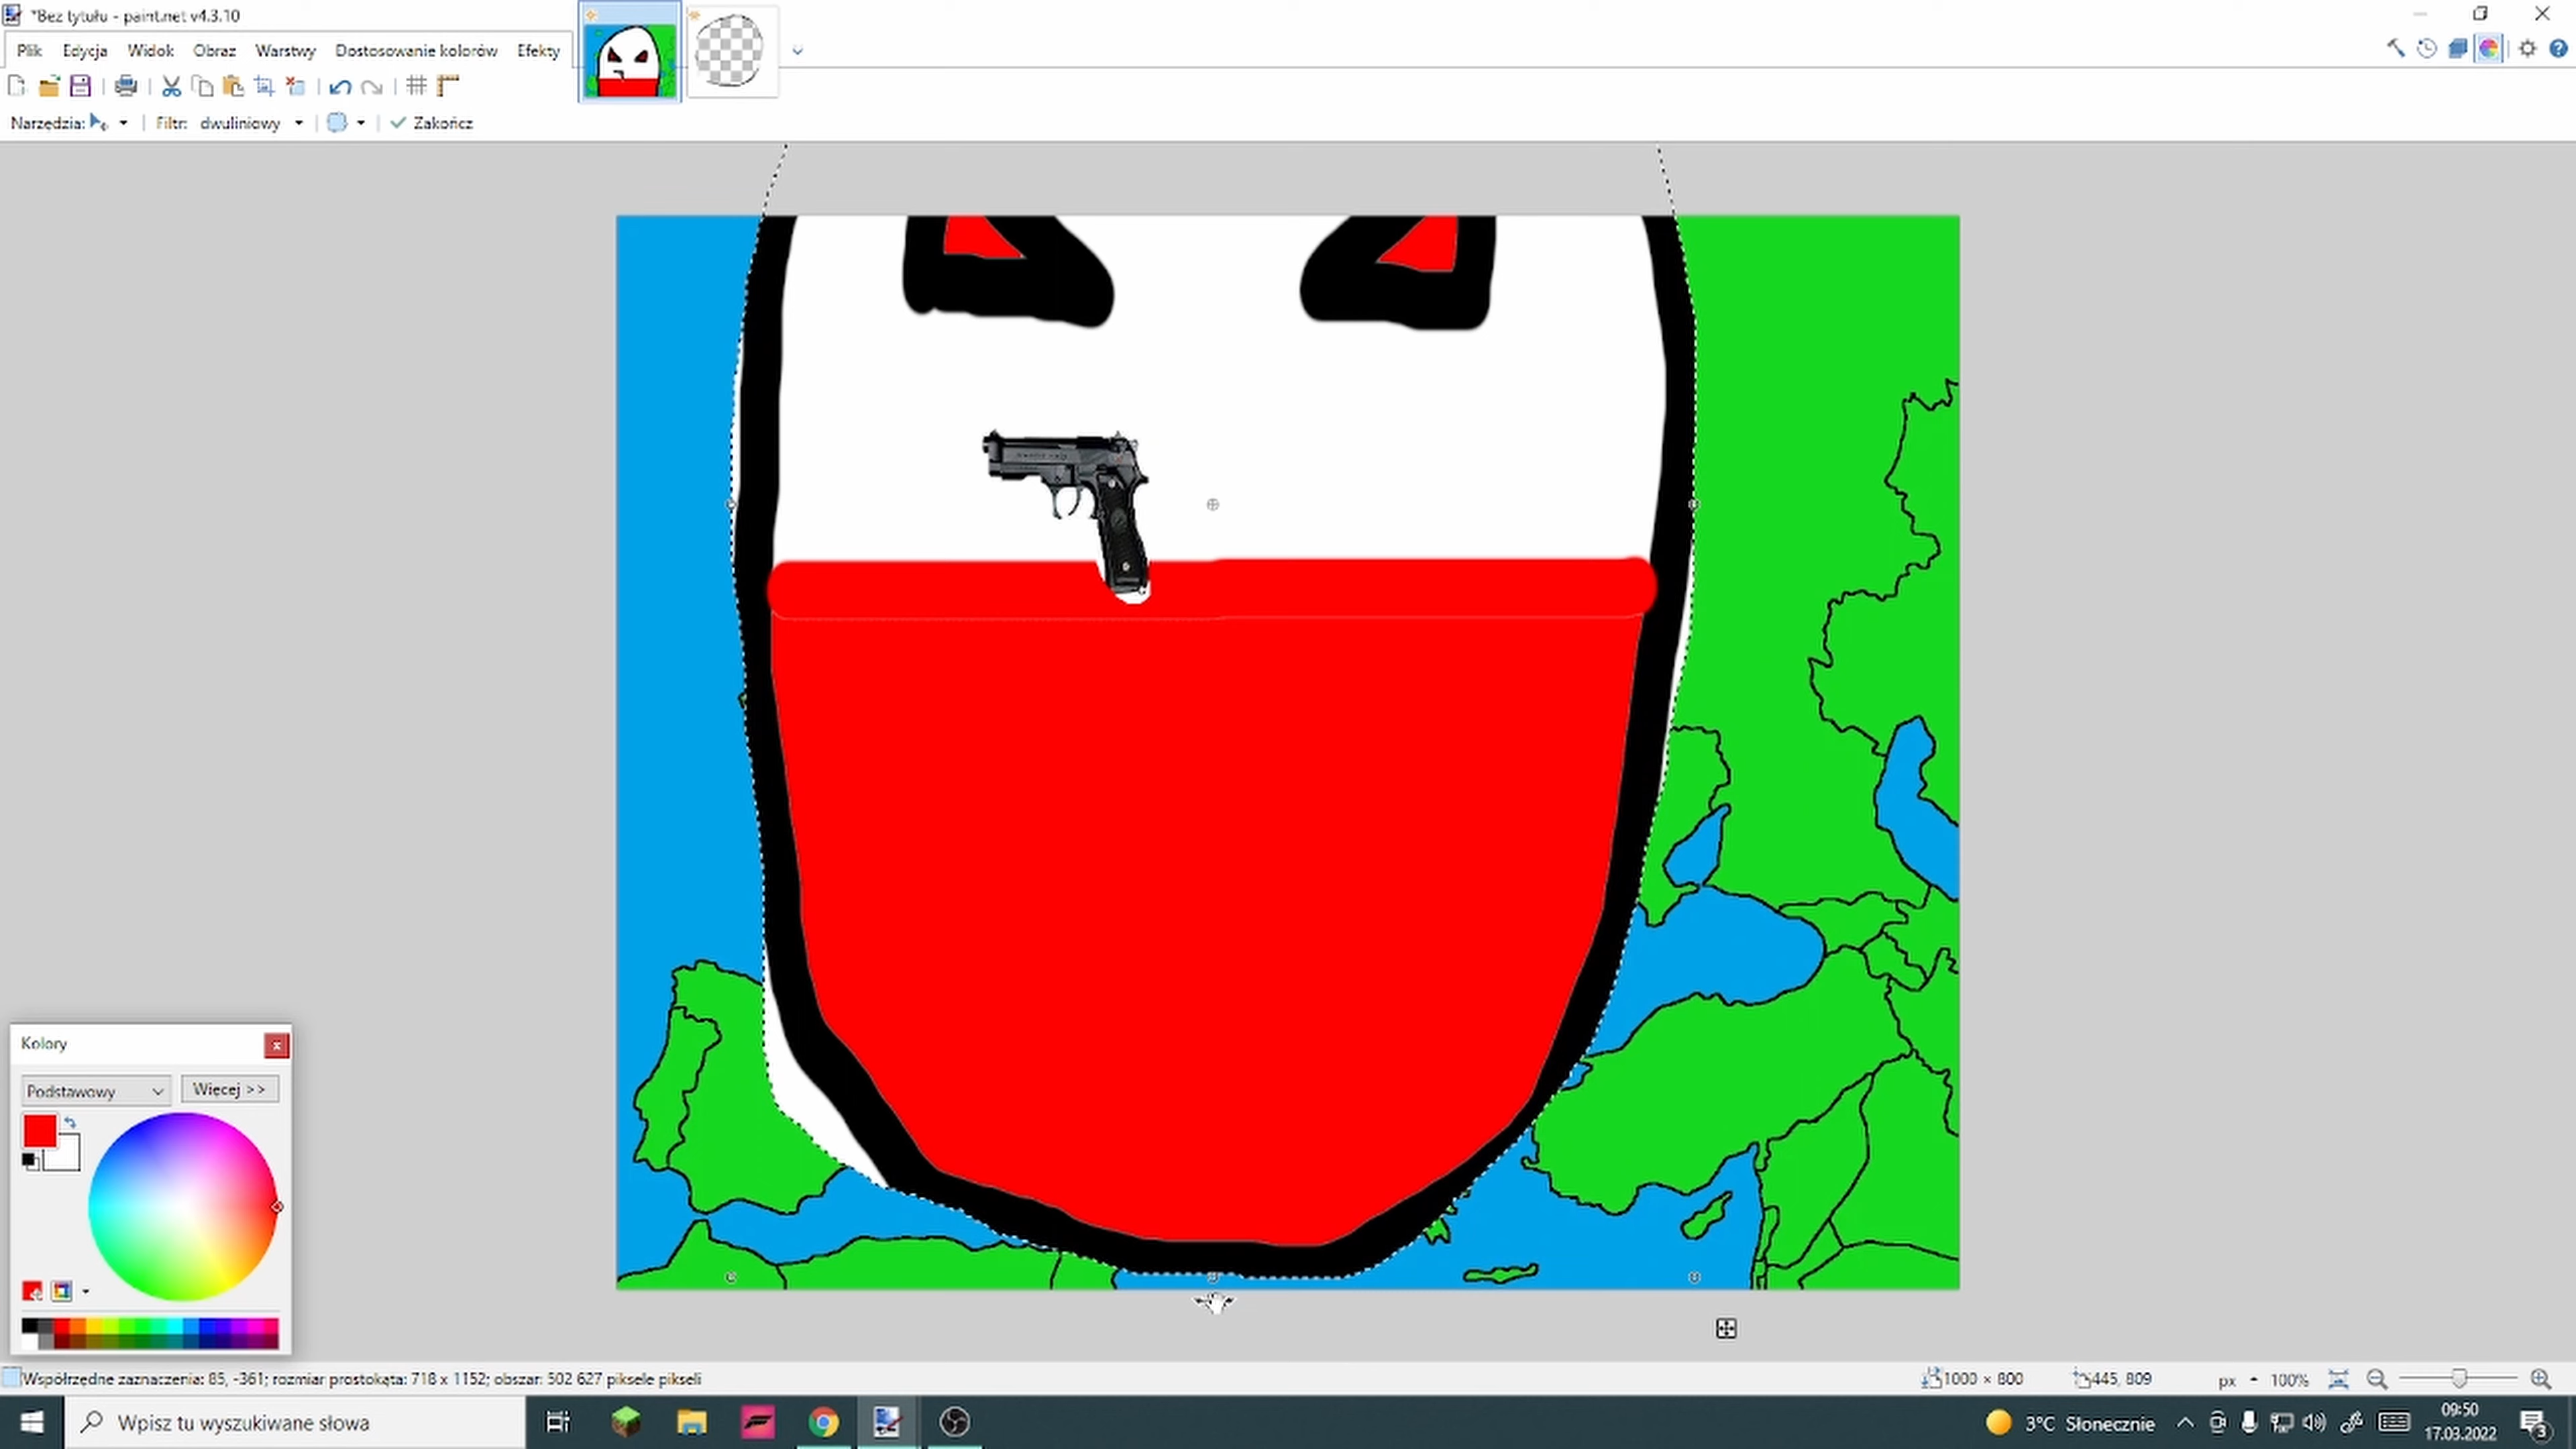 *Bez tytułu - paint.net v4.3.10
Plik Edycja Widok Obraz Warstwy Dostosowanie kolorów Efekty
Narzędzia: Filtr: dwuliniowy Zakończ
Kolory
Podstawowy Więcej >>
Współrzędne zaznaczenia: 85, -361; rozmiar prostokąta: 718 x 1152; obszar: 502 627 piksele pikseli
1000 × 800 445, 809 px 100%
Wpisz tu wyszukiwane słowa
3°C Słonecznie
09:50
17.03.2022
3